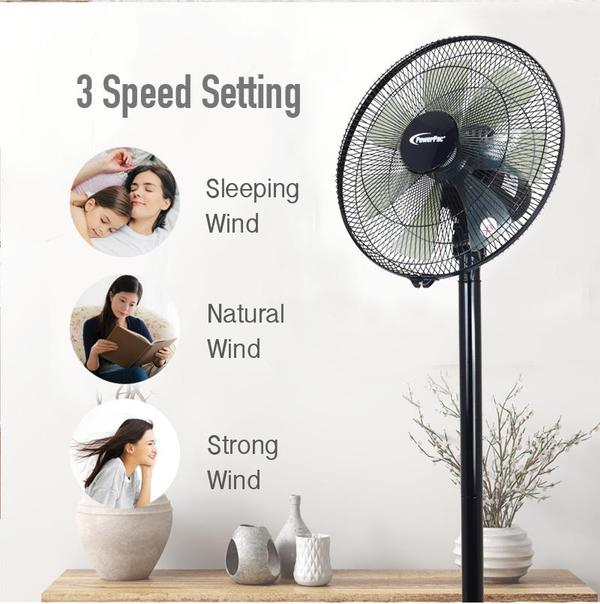 3 Speed Setting
PowerPac
Sleeping
Wind
Natural
Wind
Strong
Wind